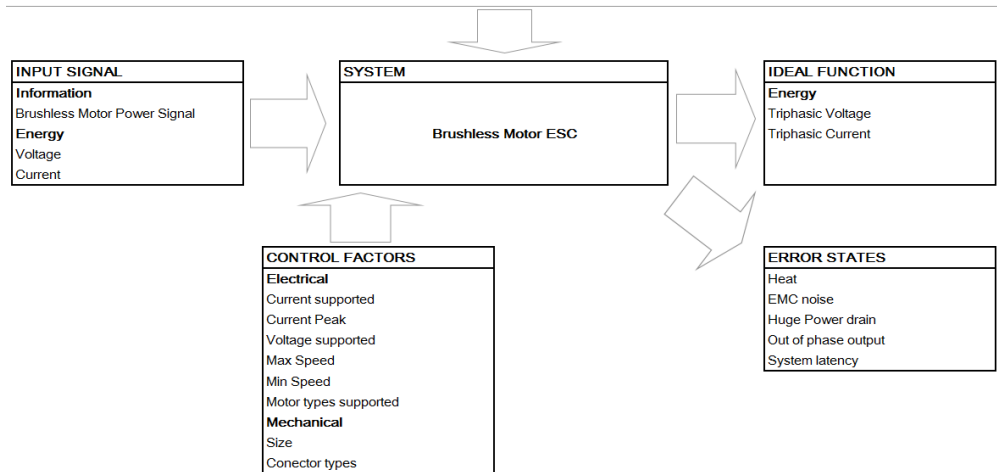 INPUT SIGNAL
Information
Brushless Motor Power Signal
Energy
Voltage
Current
SYSTEM
Brushless Motor ESC
IDEAL FUNCTION
Energy
Triphasic Voltage
Triphasic Current
CONTROL FACTORS
Electrical
Current supported
Current Peak
Voltage supported
Max Speed
Min Speed
Motor types supported
Mechanical
Size
Conector types
ERROR STATES
Heat
EMC noise
Huge Power drain
Out of phase output
System latency